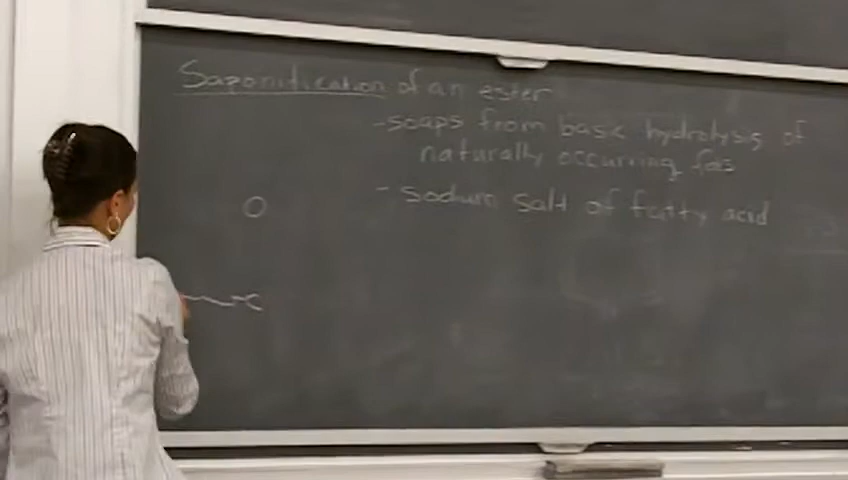 Saponification of an ester
- soaps from basic hydrolysis of
naturally occurring fats
- sodium salt of fatty acid
O
C